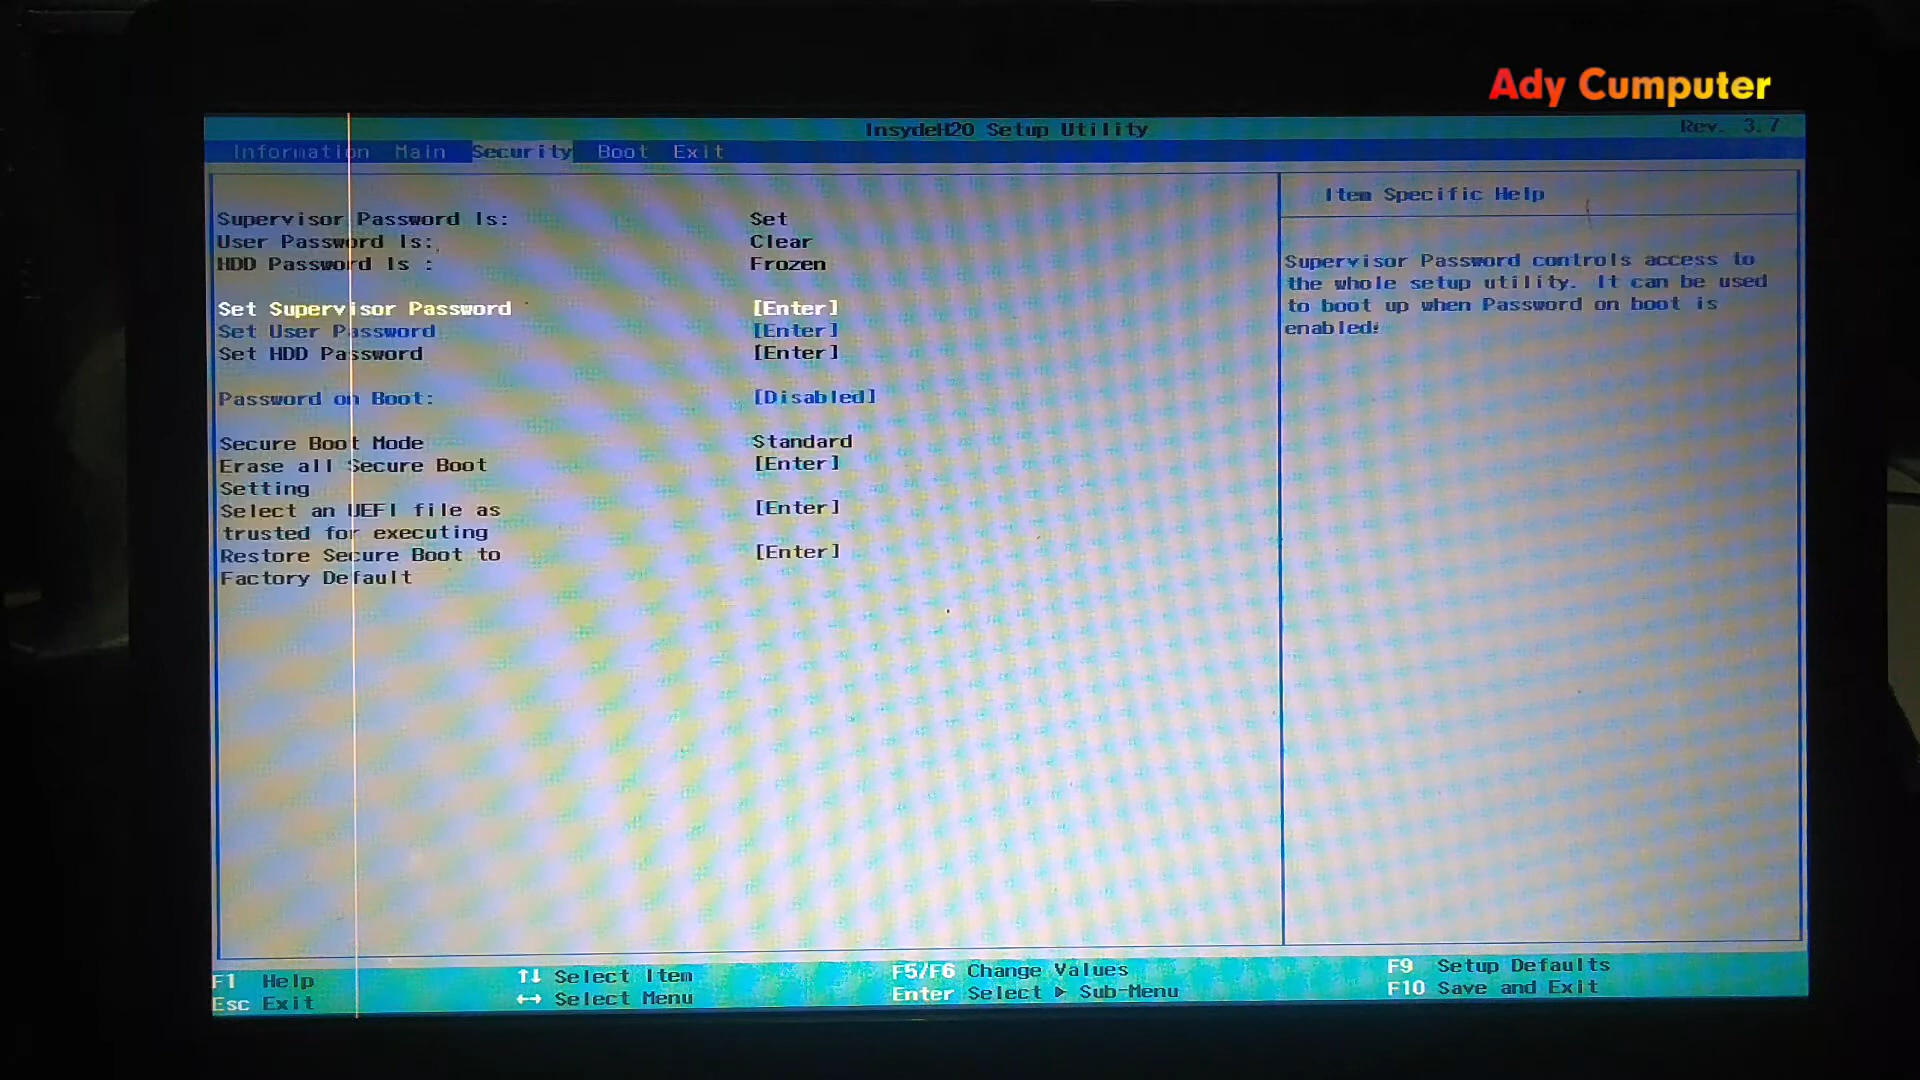 Ady Cumputer
InsydeH20 Setup Utility Rev. 3.7
Information Main Security Boot Exit
Item Specific Help
Supervisor Password Is: Set
User Password Is: Clear
HDD Password Is : Frozen
Set Supervisor Password [Enter]
Set User Password [Enter]
Set HDD Password [Enter]
Password on Boot: [Disabled]
Secure Boot Mode Standard
Erase all Secure Boot [Enter]
Setting
Select an UEFI file as [Enter]
trusted for executing
Restore Secure Boot to [Enter]
Factory Default
Supervisor Password controls access to
the whole setup utility. It can be used
to boot up when Password on boot is
enabled.
F1 Help ↑↓ Select Item F5/F6 Change Values F9 Setup Defaults
Esc Exit ↔ Select Menu Enter Select ▶ Sub-Menu F10 Save and Exit